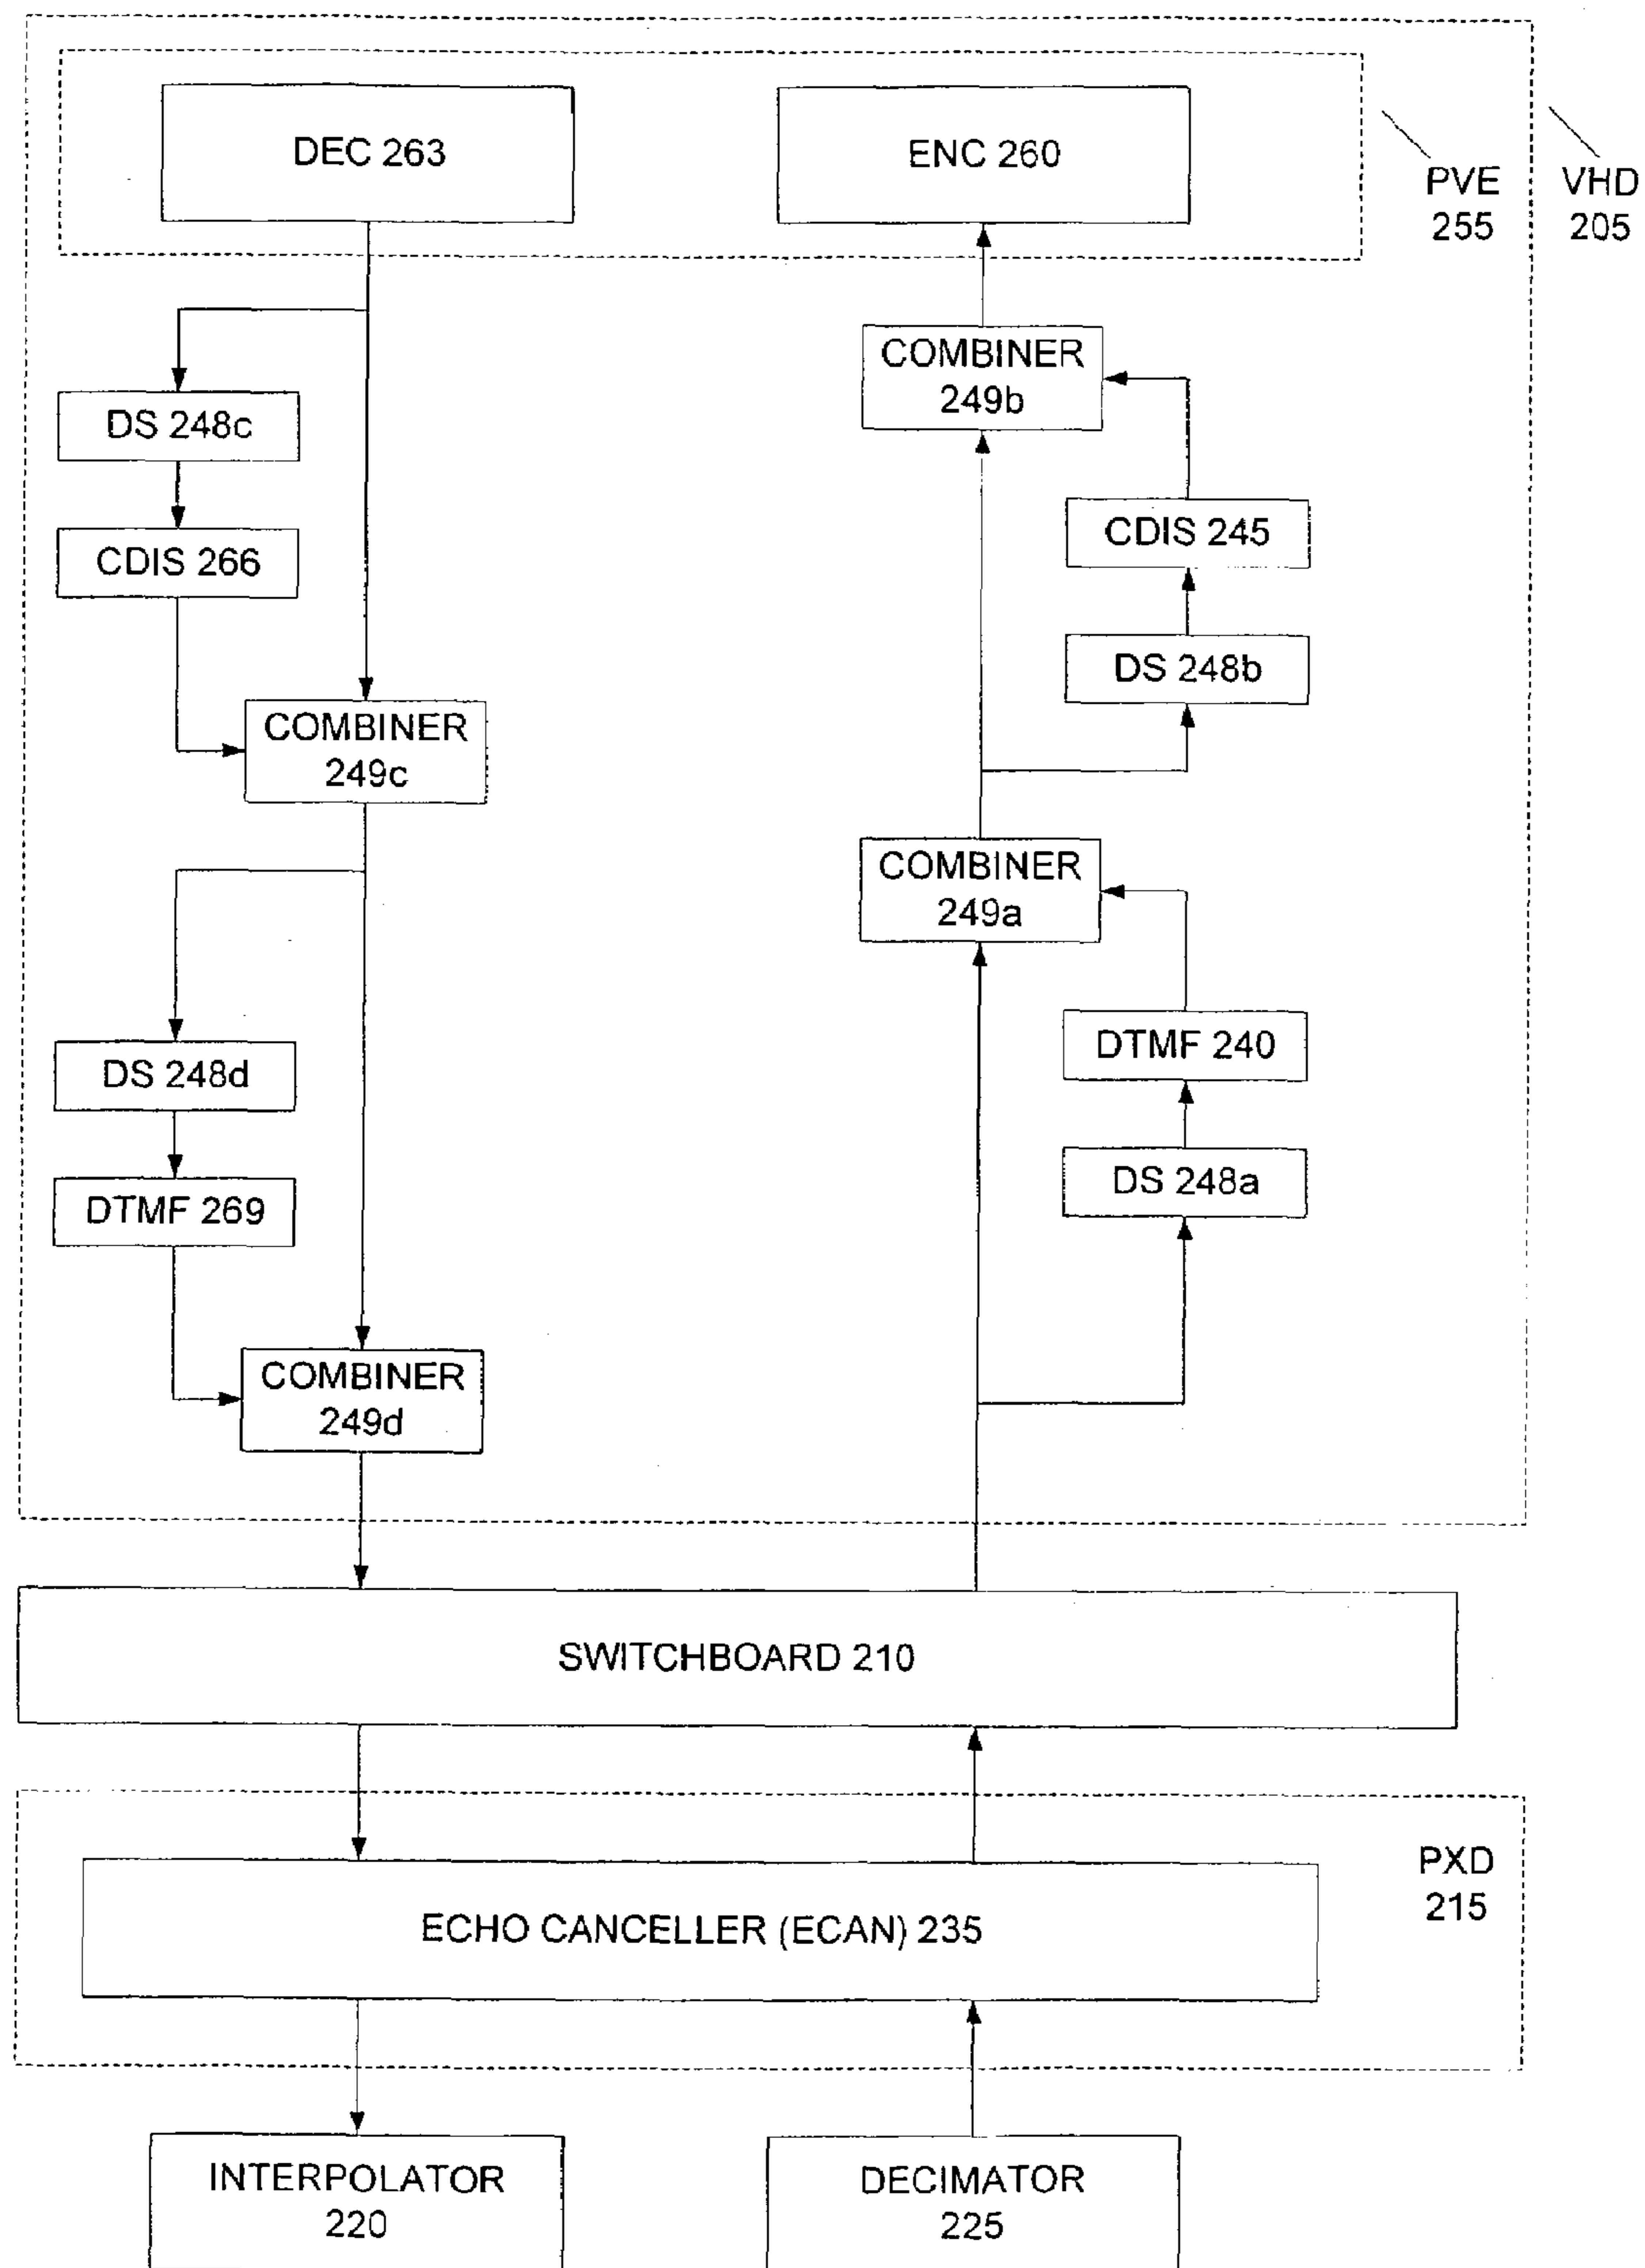 DEC 263
ENC 260
PVE
255
VHD
205
COMBINER
249b
DS 248c
CDIS 245
CDIS 266
DS 248b
COMBINER
249c
COMBINER
249a
DTMF 240
DS 248d
DS 248a
DTMF 269
COMBINER
249d
SWITCHBOARD 210
PXD
215
ECHO CANCELLER (ECAN) 235
INTERPOLATOR
220
DECIMATOR
225